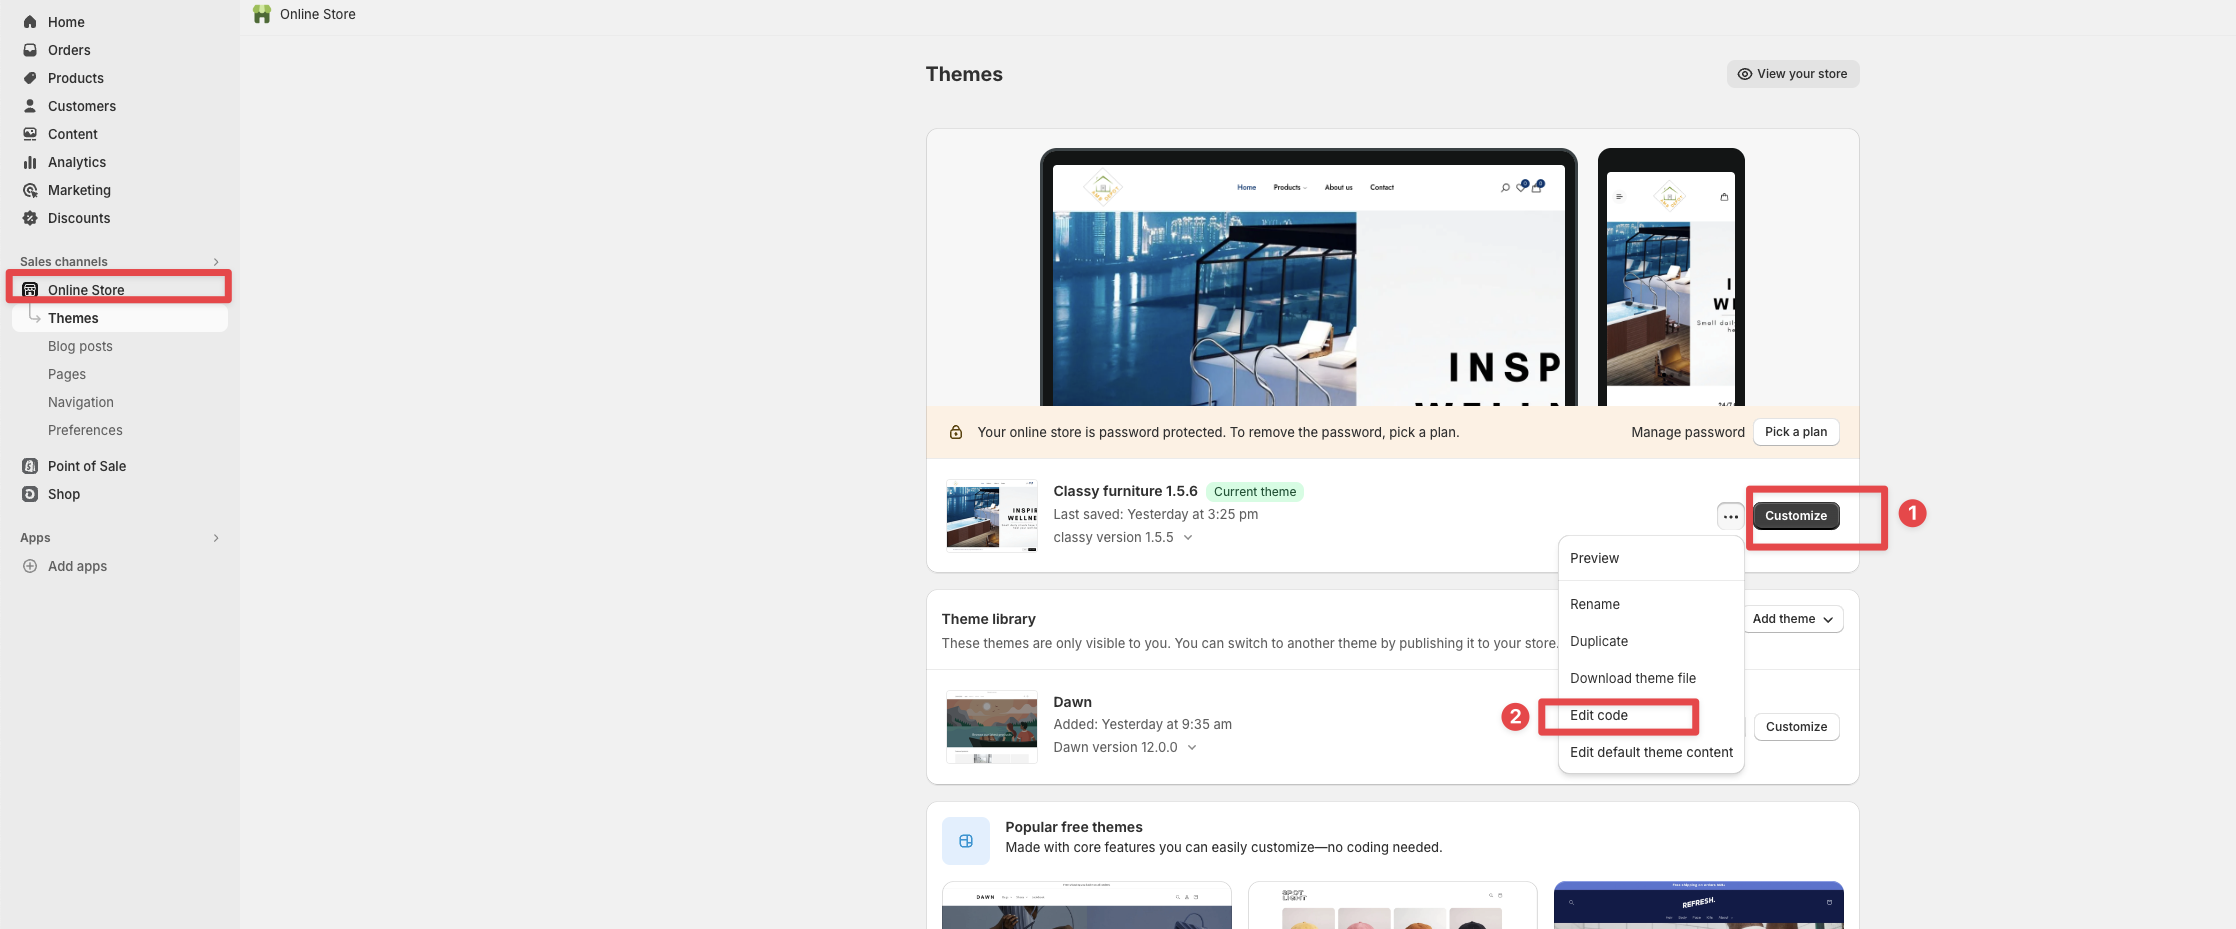 Home
Orders
Products
Customers
Content
Analytics
Marketing
Discounts
Sales channels
Online Store
Themes
Blog posts
Pages
Navigation
Preferences
Point of Sale
Shop
Apps
Add apps
Online Store
Themes
View your store
Home Products About us Contact
INSP
Small dail
Your online store is password protected. To remove the password, pick a plan.
Manage password
Pick a plan
Classy furniture 1.5.6
Current theme
Last saved: Yesterday at 3:25 pm
classy version 1.5.5
Customize
1
Preview
Rename
Duplicate
Download theme file
2
Edit code
Edit default theme content
Theme library
These themes are only visible to you. You can switch to another theme by publishing it to your store.
Add theme
Dawn
Added: Yesterday at 9:35 am
Dawn version 12.0.0
Customize
Popular free themes
Made with core features you can easily customize—no coding needed.
DAWN
SPOTLIGHT
REFRESH.